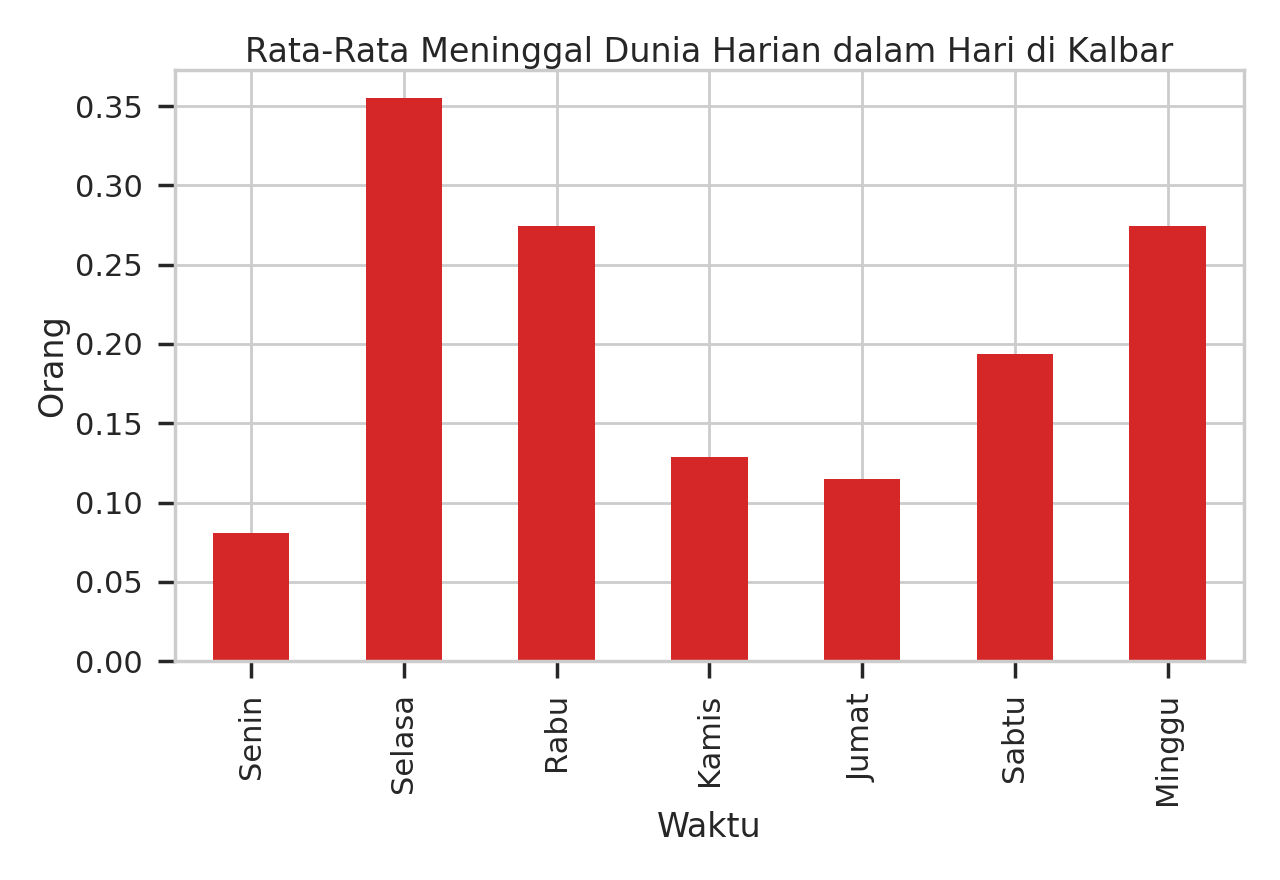 Rata-Rata Meninggal Dunia Harian dalam Hari di Kalbar
0.35
0.30
0.25
0.20
0.15
0.10
0.05
0.00
Orang
Senin
Selasa
Rabu
Kamis
Jumat
Sabtu
Minggu
Waktu